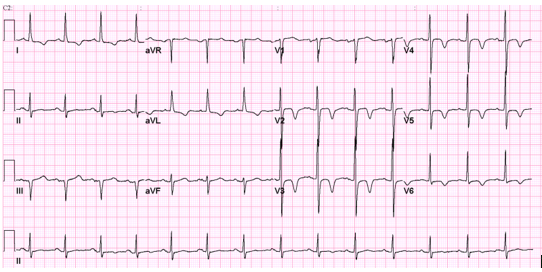 C2:
I aVR V1 V4
II aVL V2 V5
III aVF V3 V6
II